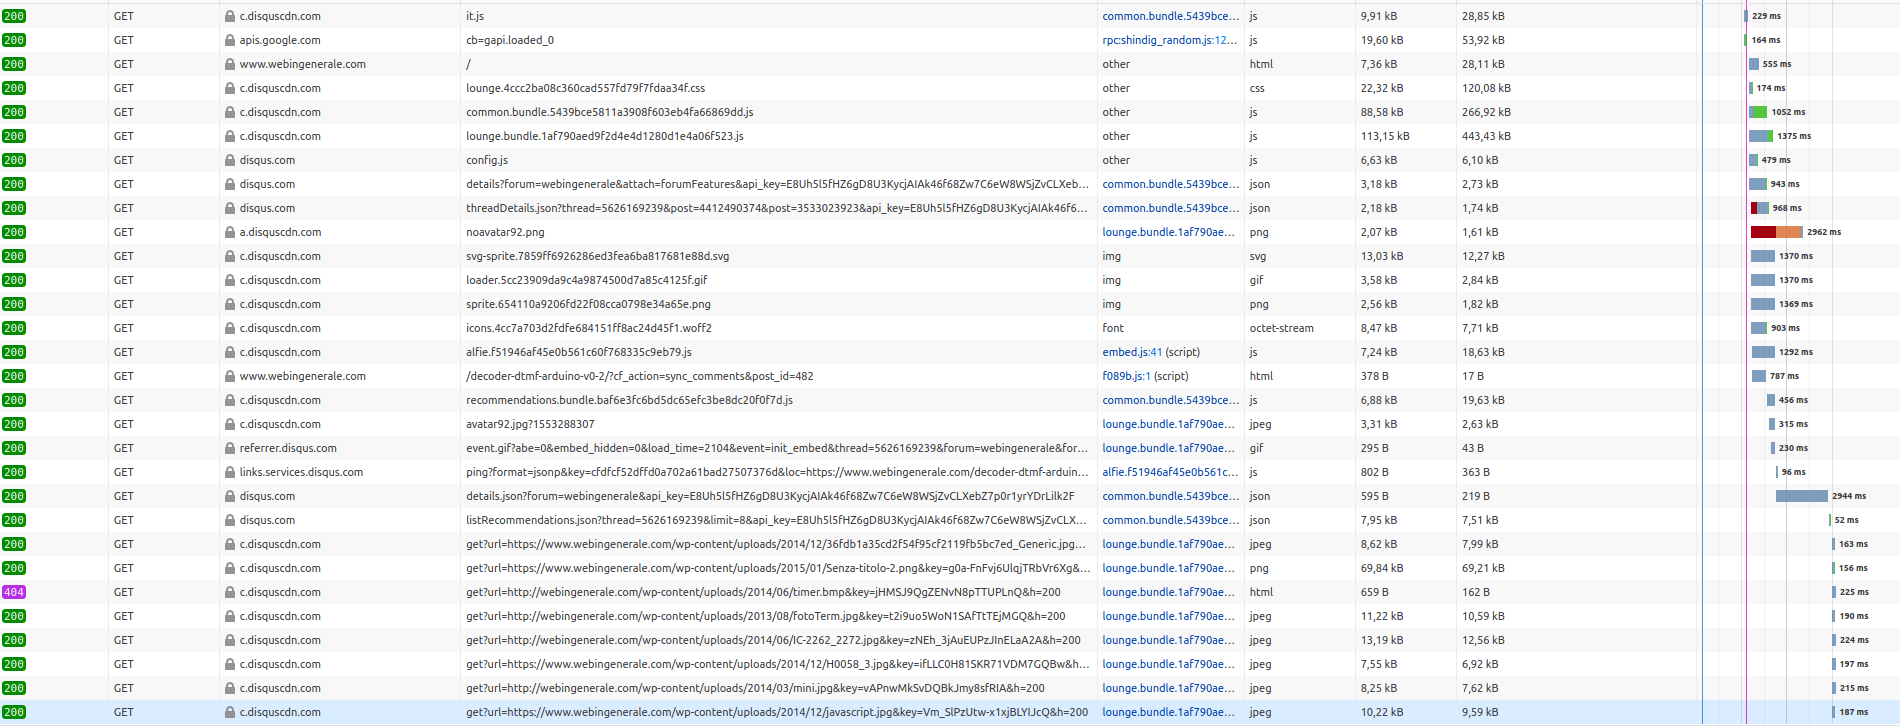 200 GET c.disquscdn.com it.js common.bundle.5439bce... js 9,91 kB 28,85 kB 229 ms
200 GET apis.google.com cb=gapi.loaded_0 rpc:shindig_random.js:12... js 19,60 kB 53,92 kB 164 ms
200 GET www.webingenerale.com / other html 7,36 kB 28,11 kB 555 ms
200 GET c.disquscdn.com lounge.4ccc2ba08c360cad557fd79f7fdaa34f.css other css 22,32 kB 120,08 kB 174 ms
200 GET c.disquscdn.com common.bundle.5439bce5811a3908f603eb4fa66869dd.js other js 88,58 kB 266,92 kB 1052 ms
200 GET c.disquscdn.com lounge.bundle.1af790aed9f2d4e4d1280d1e4a06f523.js other js 113,15 kB 443,43 kB 1375 ms
200 GET disqus.com config.js other js 6,63 kB 6,10 kB 479 ms
200 GET disqus.com details?forum=webingenerale&attach=forumFeatures&api_key=E8Uh5l5fHZ6gD8U3KycjAIAk46f68Zw7C6eW8WSjZvCLXeb... common.bundle.5439bce... json 3,18 kB 2,73 kB 943 ms
200 GET disqus.com threadDetails.json?thread=5626169239&post=4412490374&post=3533023923&api_key=E8Uh5l5fHZ6gD8U3KycjAIAk46f6... common.bundle.5439bce... json 2,18 kB 1,74 kB 968 ms
200 GET a.disquscdn.com noavatar92.png lounge.bundle.1af790ae... png 2,07 kB 1,61 kB 2962 ms
200 GET c.disquscdn.com svg-sprite.7859ff6926286ed3fea6ba817681e88d.svg img svg 13,03 kB 12,27 kB 1370 ms
200 GET c.disquscdn.com loader.5cc23909da9c4a9874500d7a85c4125f.gif img gif 3,58 kB 2,84 kB 1370 ms
200 GET c.disquscdn.com sprite.654110a9206fd22f08cca0798e34a65e.png img png 2,56 kB 1,82 kB 1369 ms
200 GET c.disquscdn.com icons.4cc7a703d2fdfe684151ff8ac24d45f1.woff2 font octet-stream 8,47 kB 7,71 kB 903 ms
200 GET c.disquscdn.com alfie.f51946af45e0b561c60f768335c9eb79.js embed.js:41 (script) js 7,24 kB 18,63 kB 1292 ms
200 GET www.webingenerale.com /decoder-dtmf-arduino-v0-2/?cf_action=sync_comments&post_id=482 f089b.js:1 (script) html 378 B 17 B 787 ms
200 GET c.disquscdn.com recommendations.bundle.baf6e3fc6bd5dc65efc3be8dc20f0f7d.js common.bundle.5439bce... js 6,88 kB 19,63 kB 456 ms
200 GET c.disquscdn.com avatar92.jpg?1553288307 lounge.bundle.1af790ae... jpeg 3,31 kB 2,63 kB 315 ms
200 GET referrer.disqus.com event.gif?abe=0&embed_hidden=0&load_time=2104&event=init_embed&thread=5626169239&forum=webingenerale&for... lounge.bundle.1af790ae... gif 295 B 43 B 230 ms
200 GET links.services.disqus.com ping?format=jsonp&key=cfdfcf52dffd0a702a61bad27507376d&loc=https://www.webingenerale.com/decoder-dtmf-arduin... alfie.f51946af45e0b561c... js 802 B 363 B 96 ms
200 GET disqus.com details.json?forum=webingenerale&api_key=E8Uh5l5fHZ6gD8U3KycjAIAk46f68Zw7C6eW8WSjZvCLXebZ7p0r1yrYDrLilk2F common.bundle.5439bce... json 595 B 219 B 2944 ms
200 GET disqus.com listRecommendations.json?thread=5626169239&limit=8&api_key=E8Uh5l5fHZ6gD8U3KycjAIAk46f68Zw7C6eW8WSjZvCLX... common.bundle.5439bce... json 7,95 kB 7,51 kB 52 ms
200 GET c.disquscdn.com get?url=https://www.webingenerale.com/wp-content/uploads/2014/12/36fdb1a35cd2f54f95cf2119fb5bc7ed_Generic.jpg... lounge.bundle.1af790ae... jpeg 8,62 kB 7,99 kB 163 ms
200 GET c.disquscdn.com get?url=https://www.webingenerale.com/wp-content/uploads/2015/01/Senza-titolo-2.png&key=g0a-FnFvj6UlqjTRbVr6Xg&... lounge.bundle.1af790ae... png 69,84 kB 69,21 kB 156 ms
404 GET c.disquscdn.com get?url=http://webingenerale.com/wp-content/uploads/2014/06/timer.bmp&key=jHMSJ9QgZENvN8pTTUPLnQ&h=200 lounge.bundle.1af790ae... html 659 B 162 B 225 ms
200 GET c.disquscdn.com get?url=http://webingenerale.com/wp-content/uploads/2013/08/fotoTerm.jpg&key=t2i9uo5WoN1SAfTtTEjMGQ&h=200 lounge.bundle.1af790ae... jpeg 11,22 kB 10,59 kB 190 ms
200 GET c.disquscdn.com get?url=http://webingenerale.com/wp-content/uploads/2014/06/IC-2262_2272.jpg&key=zNEh_3jAuEUPzJInELaA2A&h=200 lounge.bundle.1af790ae... jpeg 13,19 kB 12,56 kB 224 ms
200 GET c.disquscdn.com get?url=https://www.webingenerale.com/wp-content/uploads/2014/12/H0058_3.jpg&key=ifLLC0H81SKR71VDM7GQBw&h... lounge.bundle.1af790ae... jpeg 7,55 kB 6,92 kB 197 ms
200 GET c.disquscdn.com get?url=http://webingenerale.com/wp-content/uploads/2014/03/mini.jpg&key=vAPnwMkSvDQBkJmy8sfRIA&h=200 lounge.bundle.1af790ae... jpeg 8,25 kB 7,62 kB 215 ms
200 GET c.disquscdn.com get?url=https://www.webingenerale.com/wp-content/uploads/2014/12/javascript.jpg&key=Vm_SlPzUtw-x1xjBLYIJcQ&h=200 lounge.bundle.1af790ae... jpeg 10,22 kB 9,59 kB 187 ms